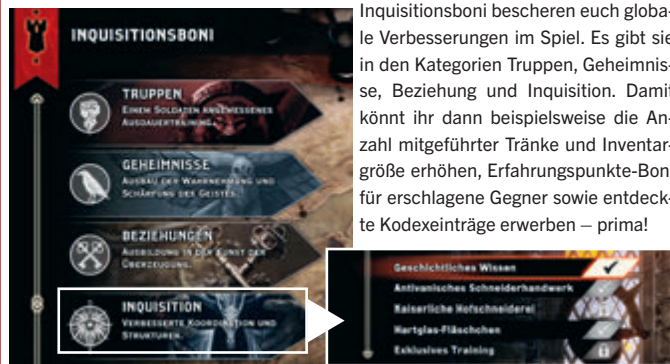 INQUISITIONSBONI
TRUPPEN
EINEM SOLDATEN ANGEMESSENES
AUSDAUERTRAINING.
GEHEIMNISSE
AUSBAU DER WAHRNEHMUNG UND
SCHÄRFUNG DES GEISTES.
BEZIEHUNGEN
AUSBILDUNG IN DER KUNST DER
ÜBERZEUGUNG.
INQUISITION
VERBESSERTE KOORDINATION UND
STRUKTUREN.
Inquisitionsboni bescheren euch globa-
le Verbesserungen im Spiel. Es gibt sie
in den Kategorien Truppen, Geheimnis-
se, Beziehung und Inquisition. Damit
könnt ihr dann beispielsweise die An-
zahl mitgeführter Tränke und Inventar-
größe erhöhen, Erfahrungspunkte-Bon
für erschlagene Gegner sowie entdeck-
te Kodexeinträge erwerben – prima!
Geschichtliches Wissen
Antivanisches Schneiderhandwerk
Kaiserliche Hofschneiderei
Hartglas-Fläschchen
Exklusives Training